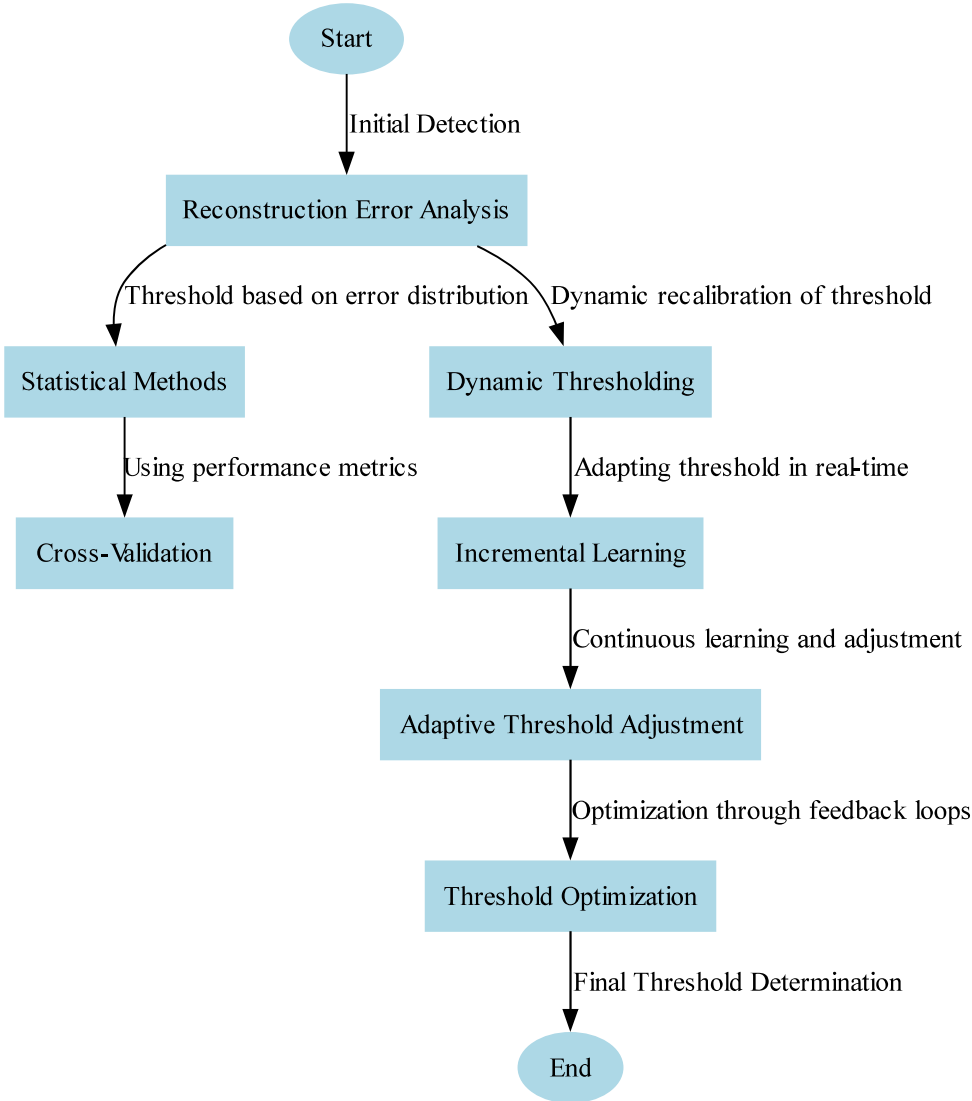 Start
Initial Detection
Reconstruction Error Analysis
Threshold based on error distribution
Dynamic recalibration of threshold
Statistical Methods
Dynamic Thresholding
Using performance metrics
Adapting threshold in real-time
Cross-Validation
Incremental Learning
Continuous learning and adjustment
Adaptive Threshold Adjustment
Optimization through feedback loops
Threshold Optimization
Final Threshold Determination
End